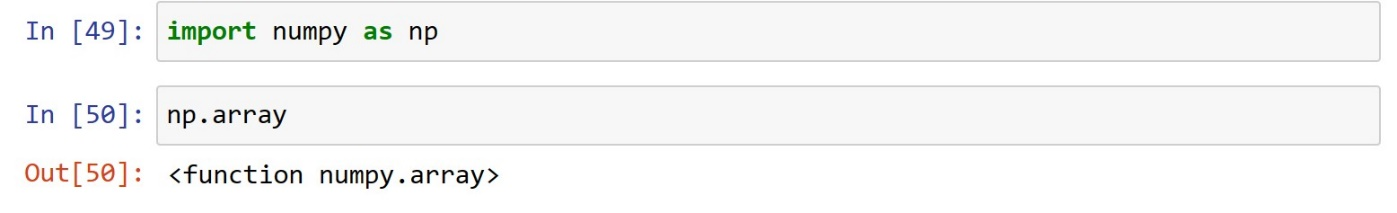 In [49]: import numpy as np
In [50]: np.array
Out[50]: <function numpy.array>